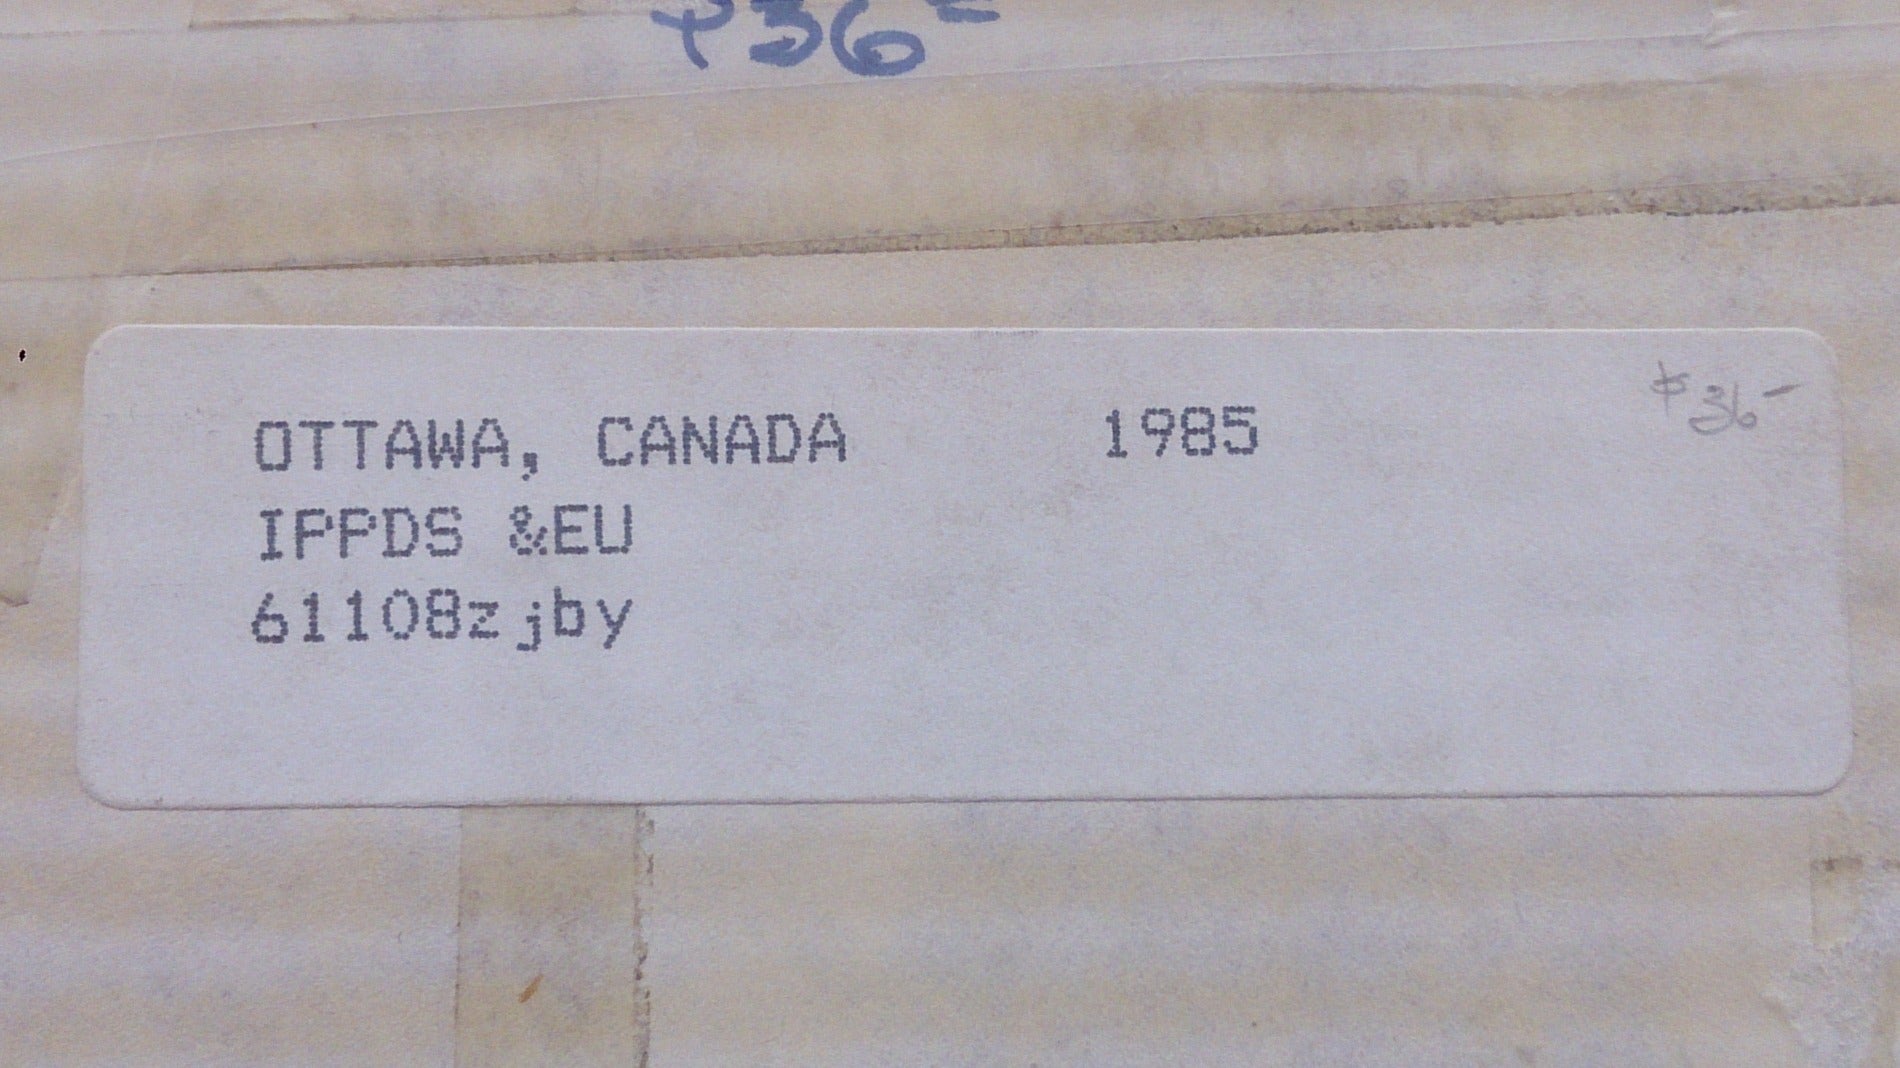 $36-
OTTAWA, CANADA 1985 $36-
IPPDS &EU
61108zjby